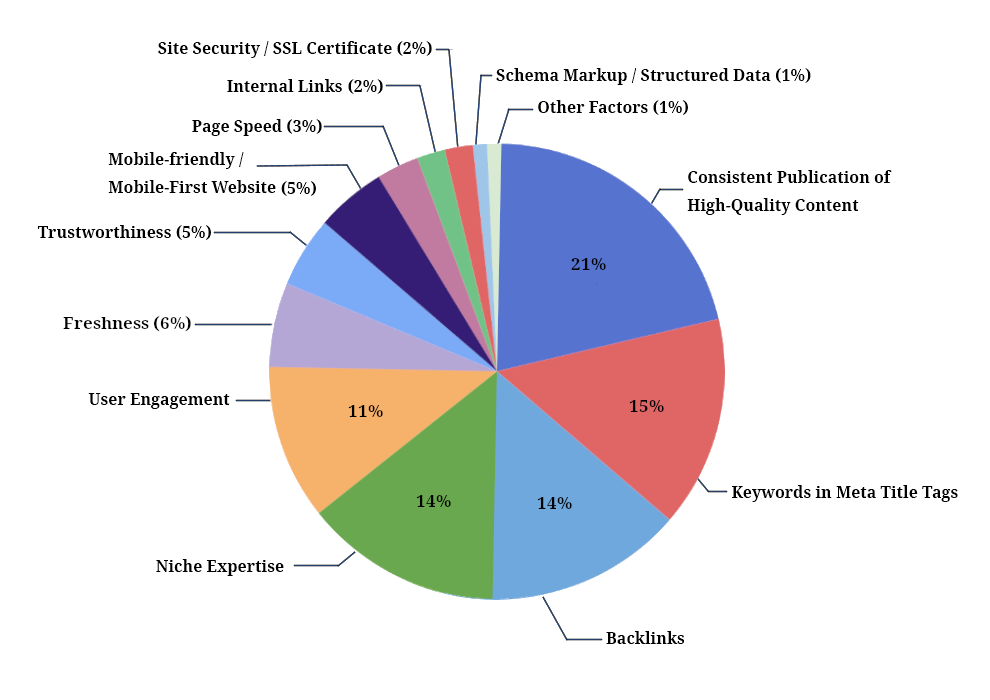 Site Security / SSL Certificate (2%)
Schema Markup / Structured Data (1%)
Internal Links (2%)
Other Factors (1%)
Page Speed (3%)
Mobile-friendly /
Mobile-First Website (5%)
Consistent Publication of
High-Quality Content
Trustworthiness (5%)
21%
Freshness (6%)
User Engagement
11%
15%
Keywords in Meta Title Tags
14%
14%
Niche Expertise
Backlinks